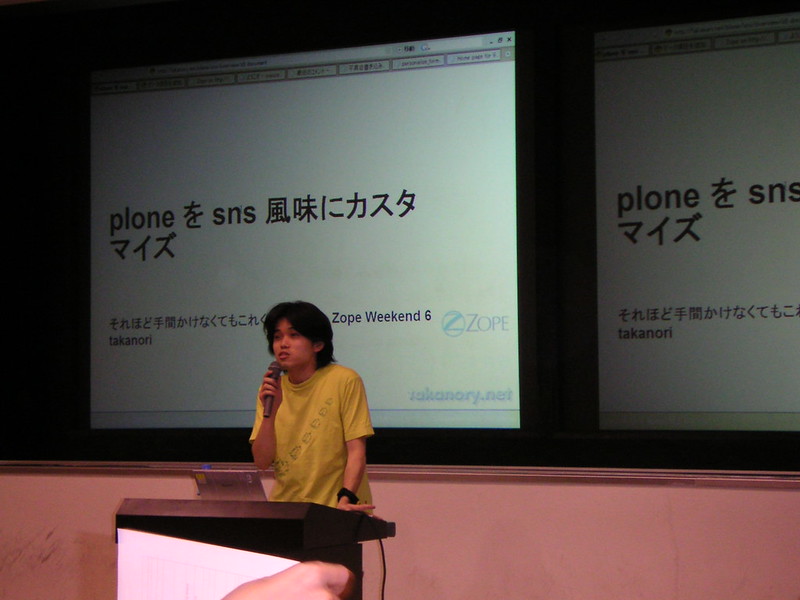 plone を sns 風味にカスタ
マイズ
それほど手間かけなくてもこれく
Zope Weekend 6
takanori
ZOPE
takanory.net
plone を sns
マイズ
それほど手間かけなくてもこ
takanori